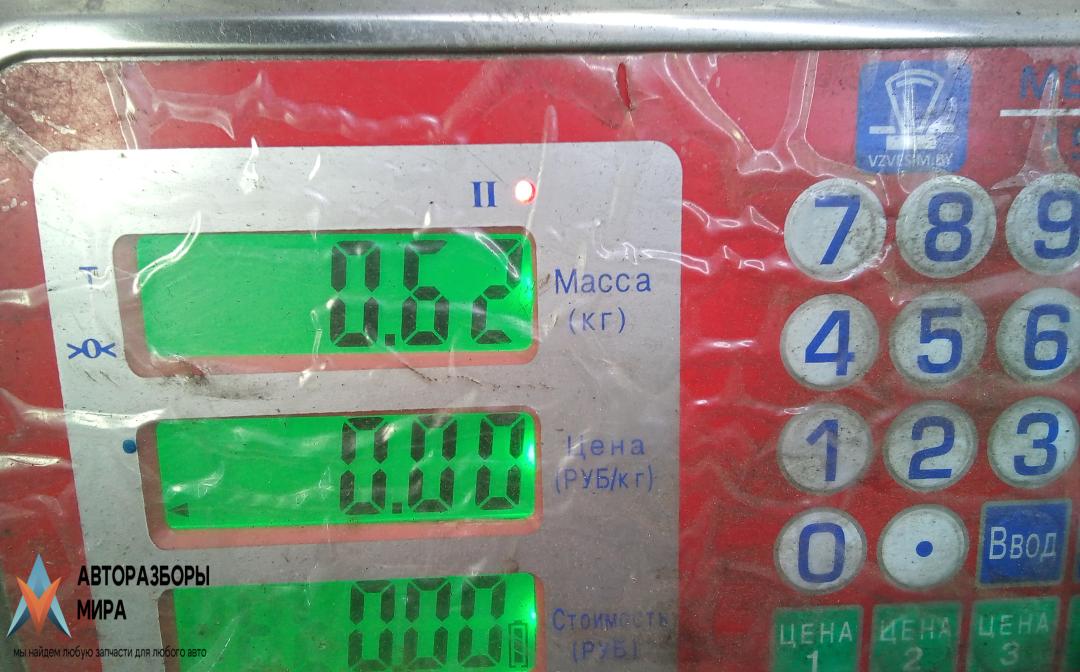 II
VZVESIM.BY
0.62
Масса
(кг)
0.00
Цена
(РУБ/кг)
Стоимость
(РУБ)
7
8
9
4
5
6
1
2
3
0
.
Ввод
ЦЕНА
1
ЦЕНА
2
ЦЕНА
3
>0<
АВТОРАЗБОРЫ
МИРА
мы найдем любую запчасти для любого авто